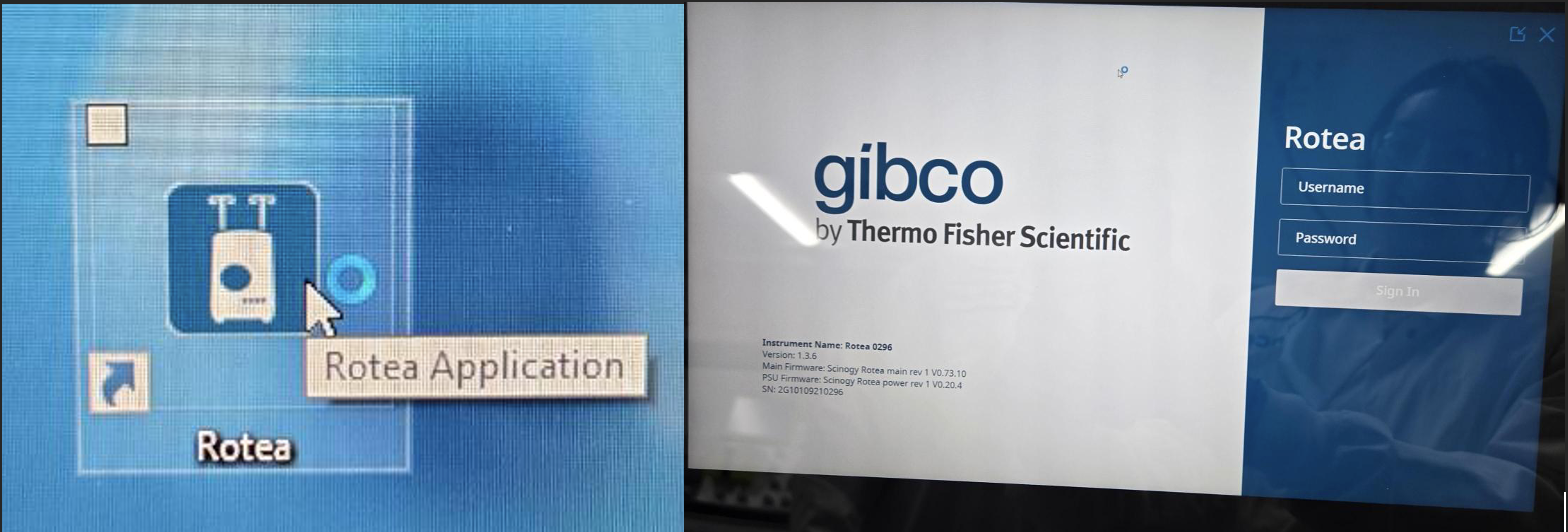 Rotea Application
Rotea
gibco
by Thermo Fisher Scientific
Instrument Name: Rotea 0296
Version: 1.3.6
Main Firmware: Scinogy Rotea main rev 1 V0.73.10
PSU Firmware: Scinogy Rotea power rev 1 V0.20.4
SN: 2G10109210296
Rotea
Username
Password
Sign In